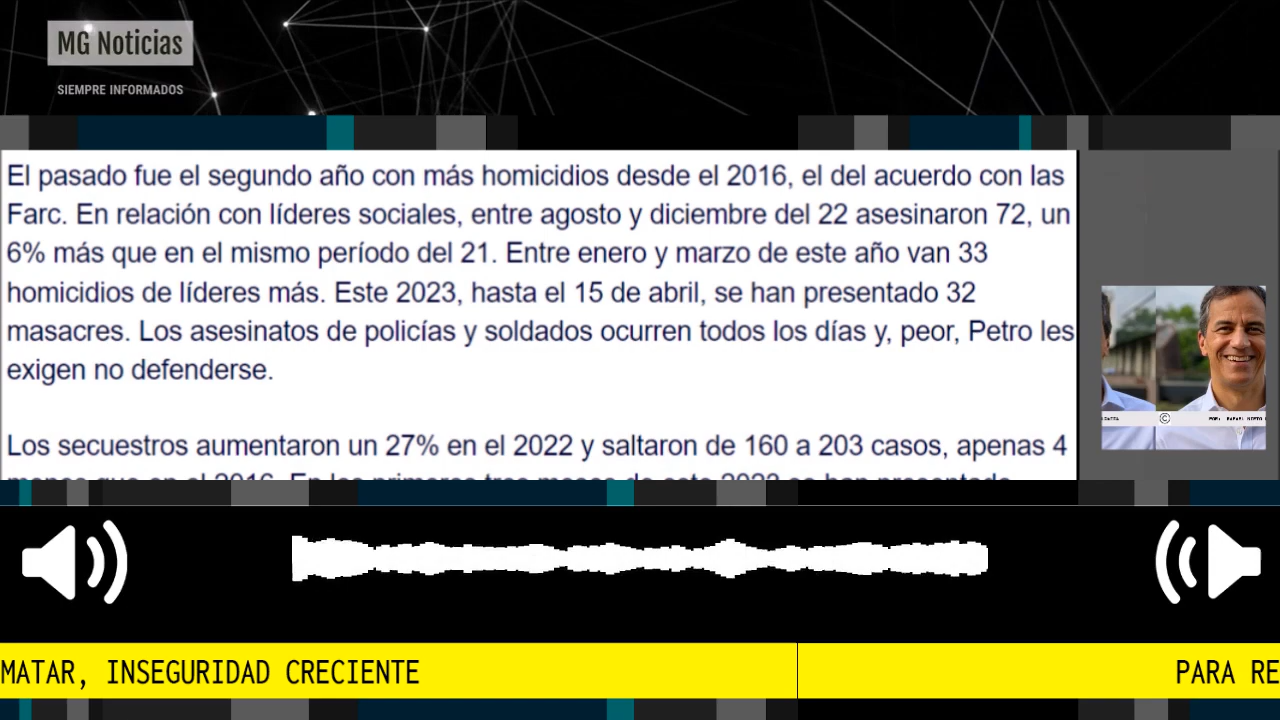 MG Noticias
SIEMPRE INFORMADOS
El pasado fue el segundo año con más homicidios desde el 2016, el del acuerdo con las
Farc. En relación con líderes sociales, entre agosto y diciembre del 22 asesinaron 72, un
6% más que en el mismo período del 21. Entre enero y marzo de este año van 33
homicidios de líderes más. Este 2023, hasta el 15 de abril, se han presentado 32
masacres. Los asesinatos de policías y soldados ocurren todos los días y, peor, Petro les
exigen no defenderse.
Los secuestros aumentaron un 27% en el 2022 y saltaron de 160 a 203 casos, apenas 4
POR: RAFAEL NIETO
MATAR, INSEGURIDAD CRECIENTE
PARA RE